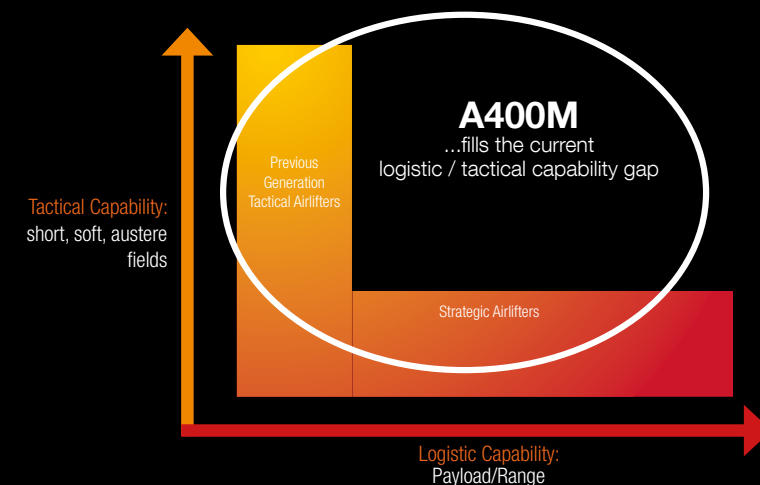 A400M
...fills the current
logistic / tactical capability gap
Previous
Generation
Tactical Airlifters
Tactical Capability:
short, soft, austere
fields
Strategic Airlifters
Logistic Capability:
Payload/Range